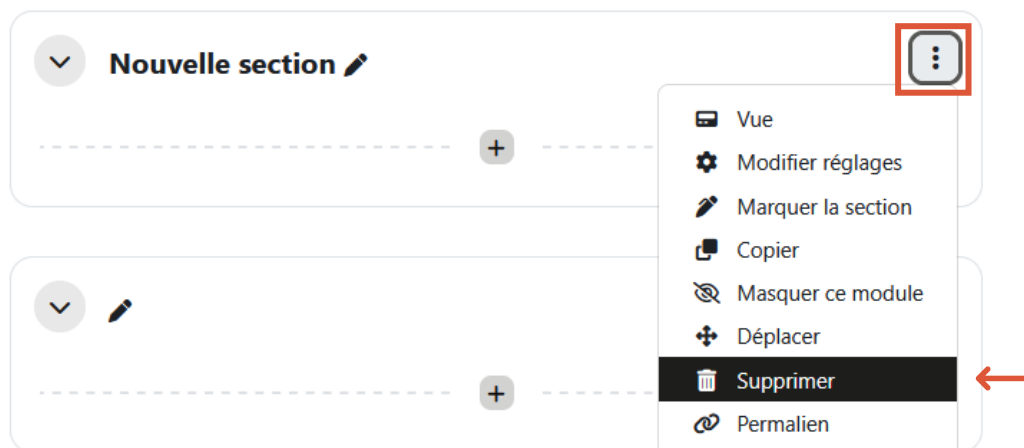 Nouvelle section
Vue
Modifier réglages
Marquer la section
Copier
Masquer ce module
Déplacer
Supprimer
Permalien